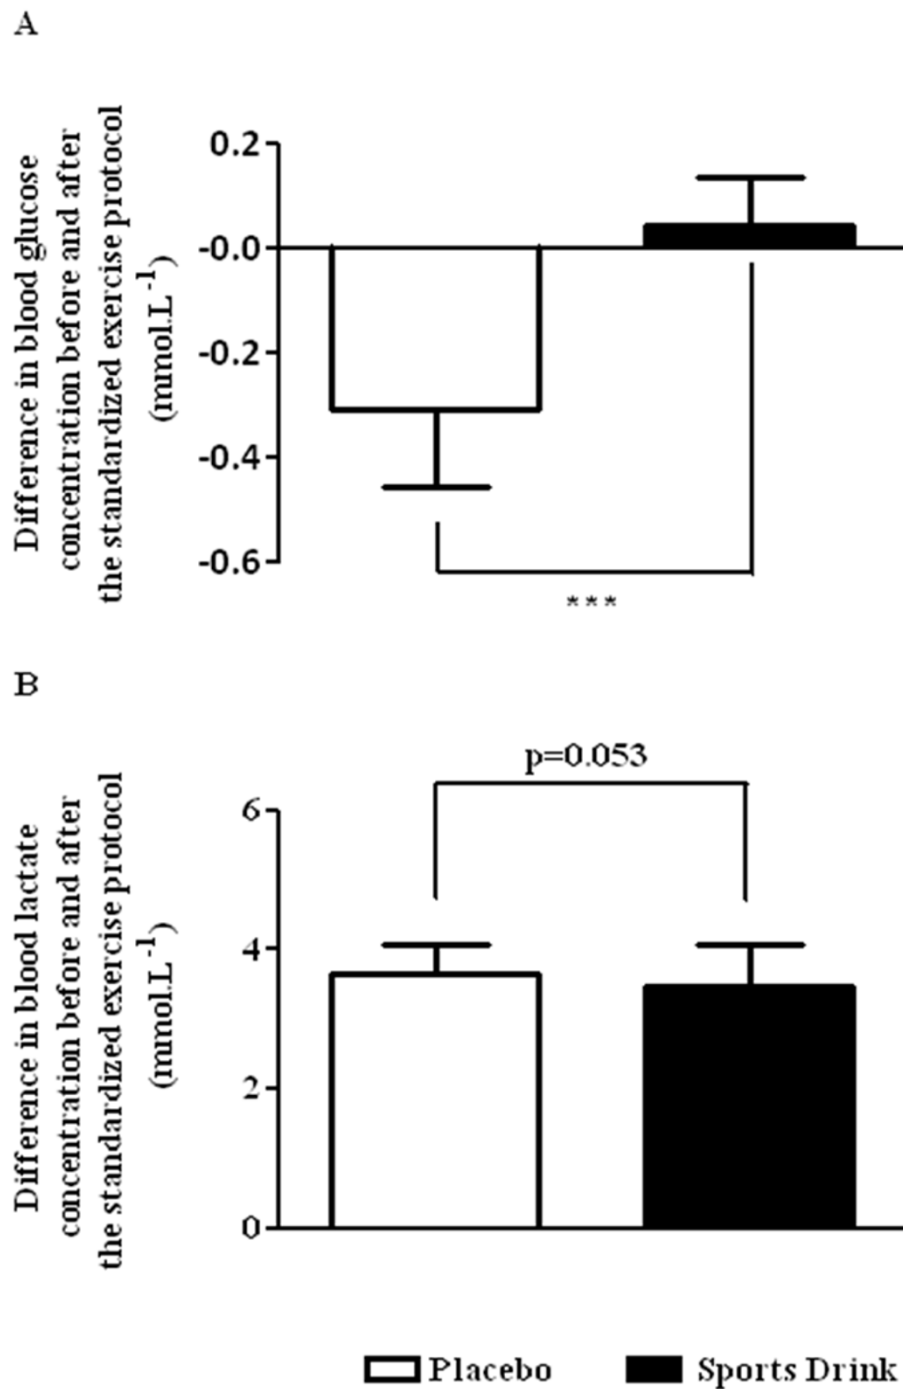 A
Difference in blood glucose
concentration before and after
the standardized exercise protocol
(mmol.L⁻¹)
0.2
-0.0
-0.2
-0.4
-0.6
***
B
Difference in blood lactate
concentration before and after
the standardized exercise protocol
(mmol.L⁻¹)
p=0.053
6
4
2
0
Placebo
Sports Drink